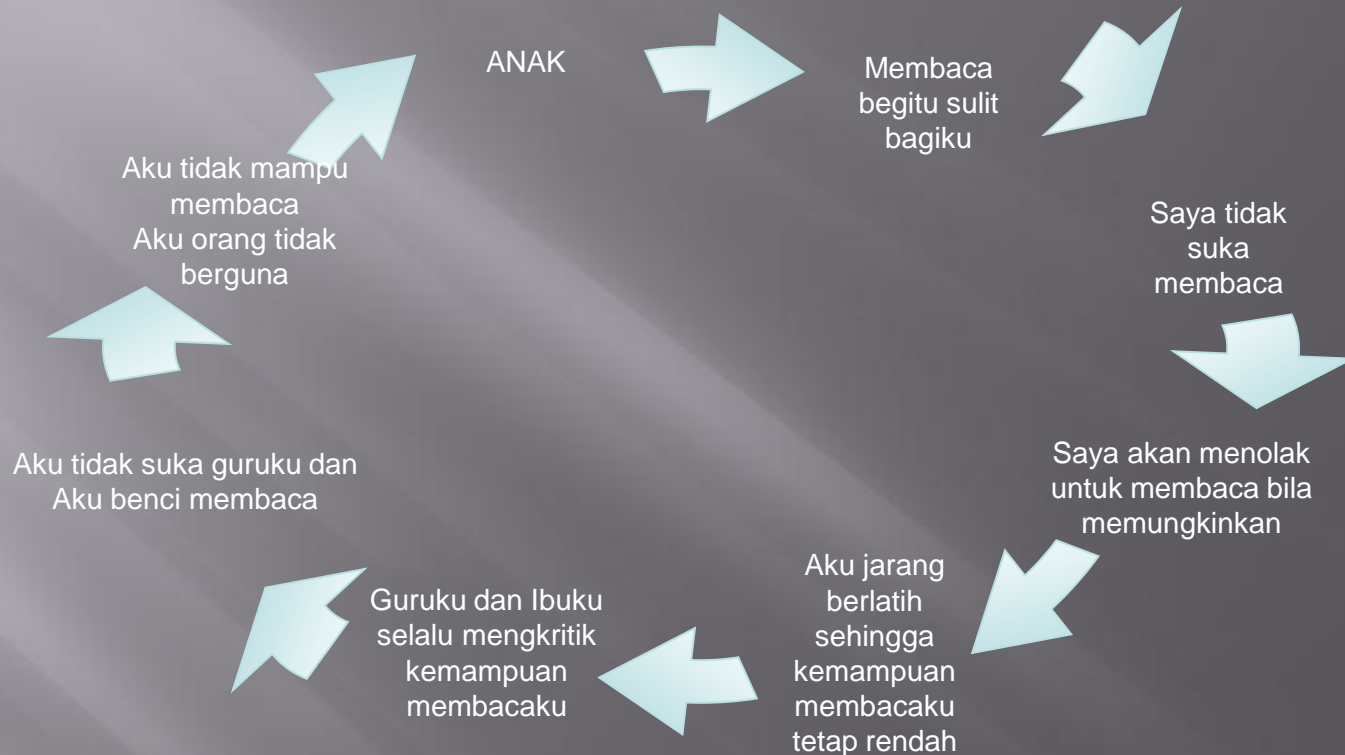 ANAK
Membaca
begitu sulit
bagiku
Saya tidak
suka
membaca
Saya akan menolak
untuk membaca bila
memungkinkan
Aku jarang
berlatih
sehingga
kemampuan
membacaku
tetap rendah
Guruku dan Ibuku
selalu mengkritik
kemampuan
membacaku
Aku tidak suka guruku dan
Aku benci membaca
Aku tidak mampu
membaca
Aku orang tidak
berguna